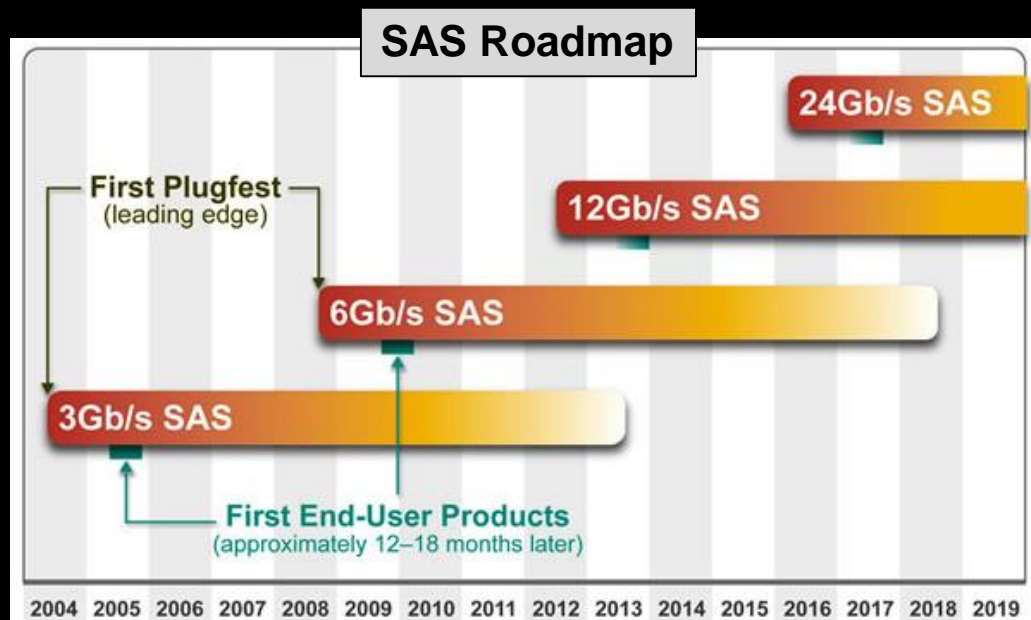 SAS Roadmap
24Gb/s SAS
First Plugfest
(leading edge)
12Gb/s SAS
6Gb/s SAS
3Gb/s SAS
First End-User Products
(approximately 12–18 months later)
2004 2005 2006 2007 2008 2009 2010 2011 2012 2013 2014 2015 2016 2017 2018 2019